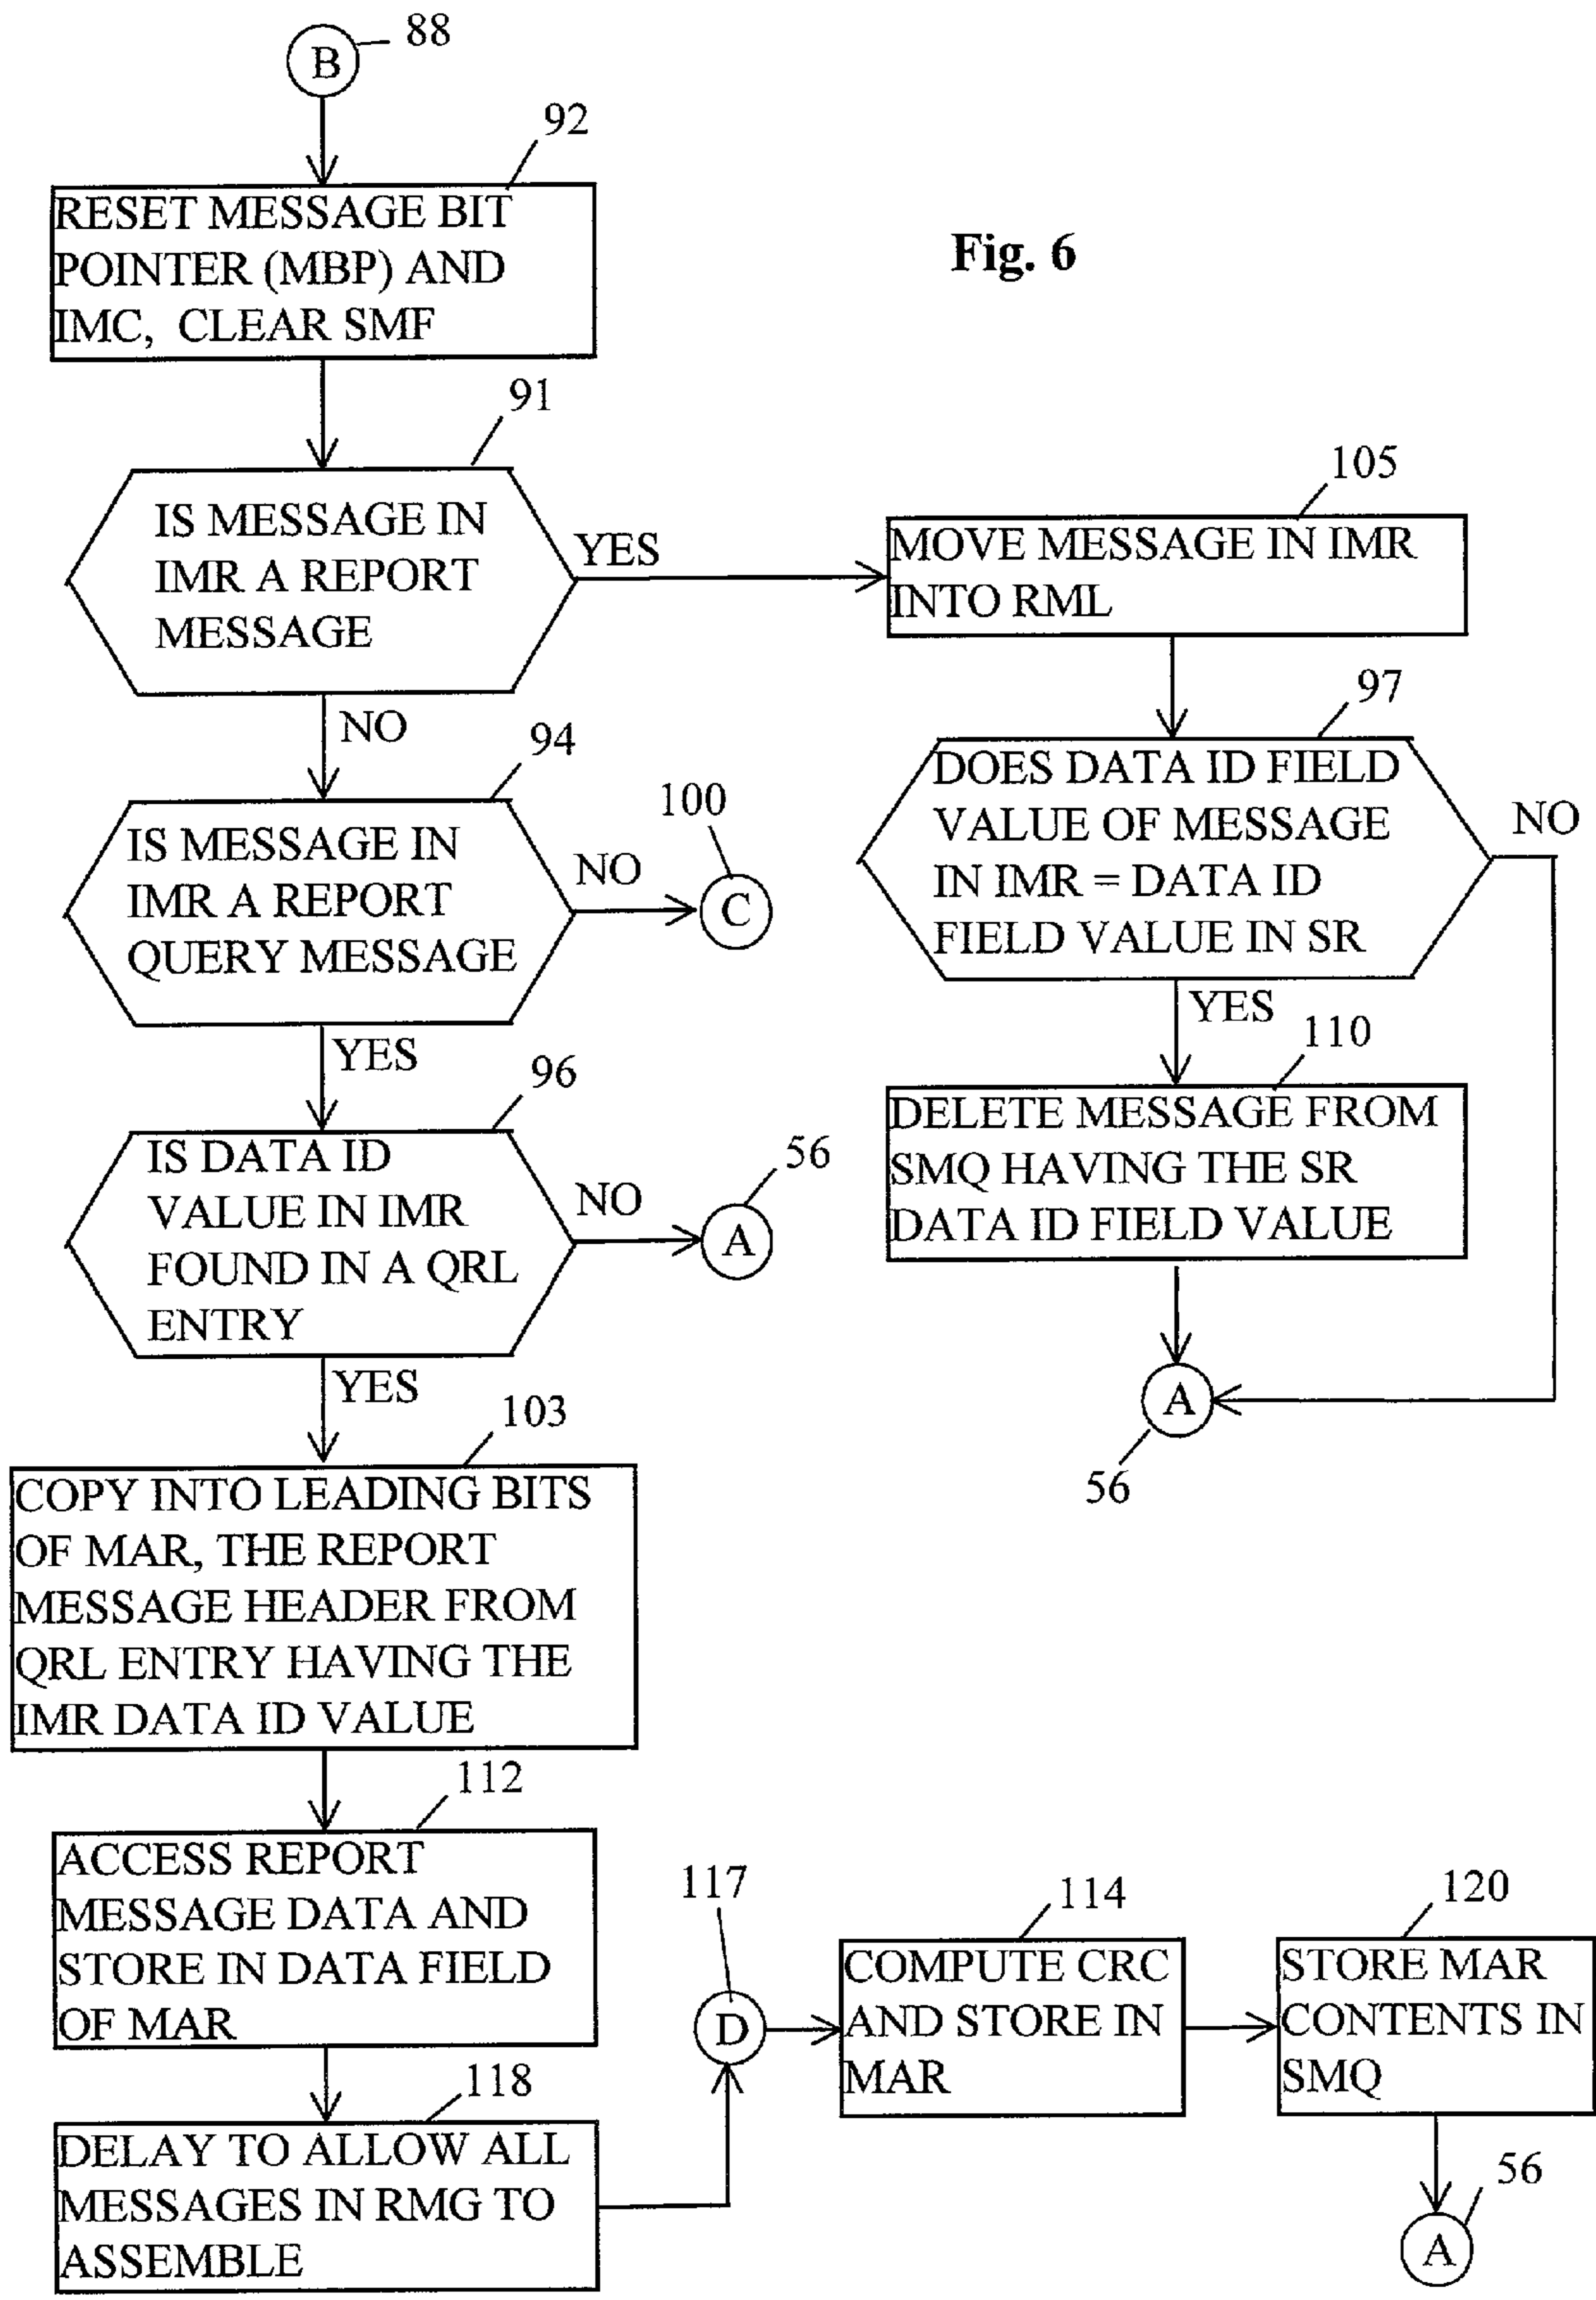 B
88
92
RESET MESSAGE BIT
POINTER (MBP) AND
IMC, CLEAR SMF
Fig. 6
91
IS MESSAGE IN
IMR A REPORT
MESSAGE
YES
NO
105
MOVE MESSAGE IN IMR
INTO RML
97
DOES DATA ID FIELD
VALUE OF MESSAGE
IN IMR = DATA ID
FIELD VALUE IN SR
NO
YES
110
DELETE MESSAGE FROM
SMQ HAVING THE SR
DATA ID FIELD VALUE
A
56
94
IS MESSAGE IN
IMR A REPORT
QUERY MESSAGE
NO
100
C
YES
96
IS DATA ID
VALUE IN IMR
FOUND IN A QRL
ENTRY
NO
56
A
YES
103
COPY INTO LEADING BITS
OF MAR, THE REPORT
MESSAGE HEADER FROM
QRL ENTRY HAVING THE
IMR DATA ID VALUE
112
ACCESS REPORT
MESSAGE DATA AND
STORE IN DATA FIELD
OF MAR
118
DELAY TO ALLOW ALL
MESSAGES IN RMG TO
ASSEMBLE
117
D
114
COMPUTE CRC
AND STORE IN
MAR
120
STORE MAR
CONTENTS IN
SMQ
56
A